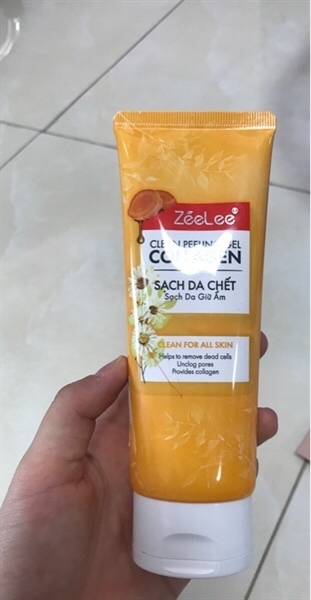 ZéeLee
CLEAN PEELING GEL
COLLAGEN
SẠCH DA CHẾT
Sạch Da Giữ Ẩm
CLEAN FOR ALL SKIN
Helps to remove dead cells
Unclog pores
Provides collagen